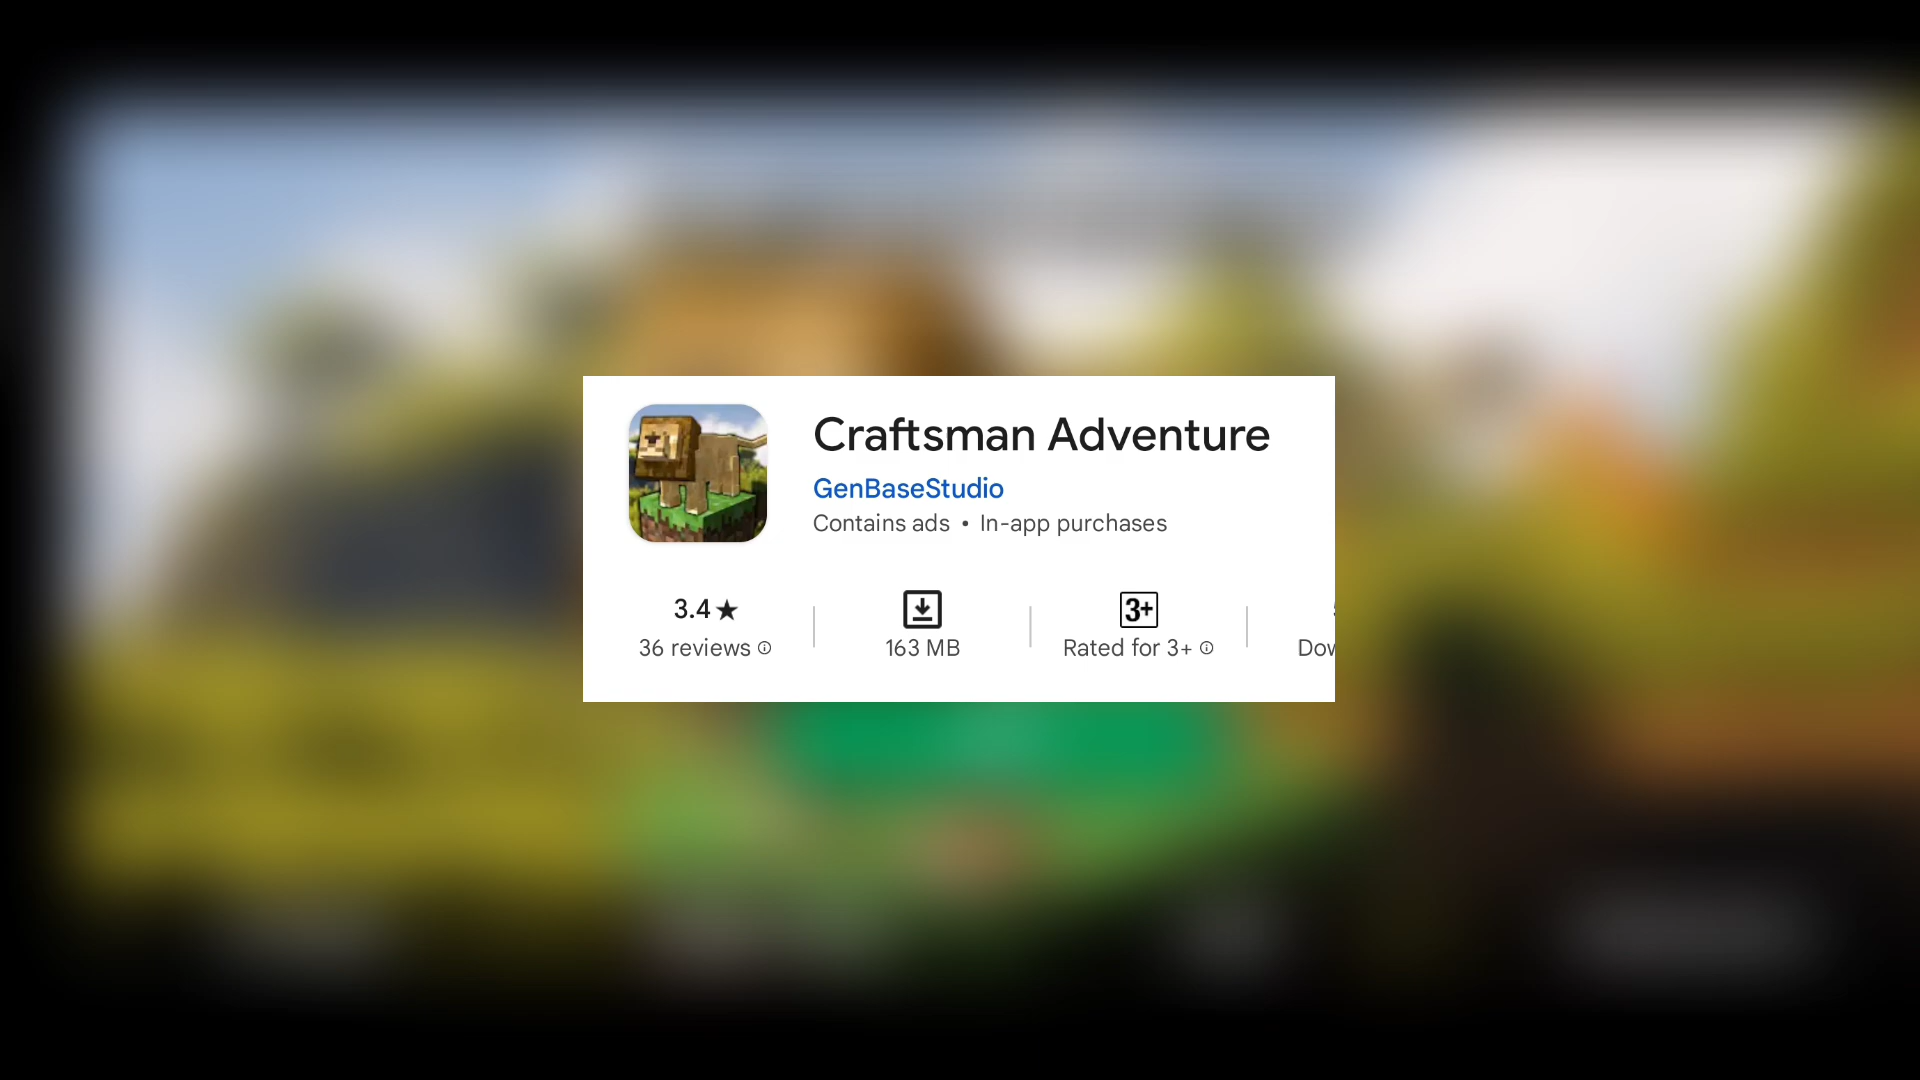 Craftsman Adventure
GenBaseStudio
Contains ads • In-app purchases
3.4★
3+
36 reviews
163 MB
Rated for 3+